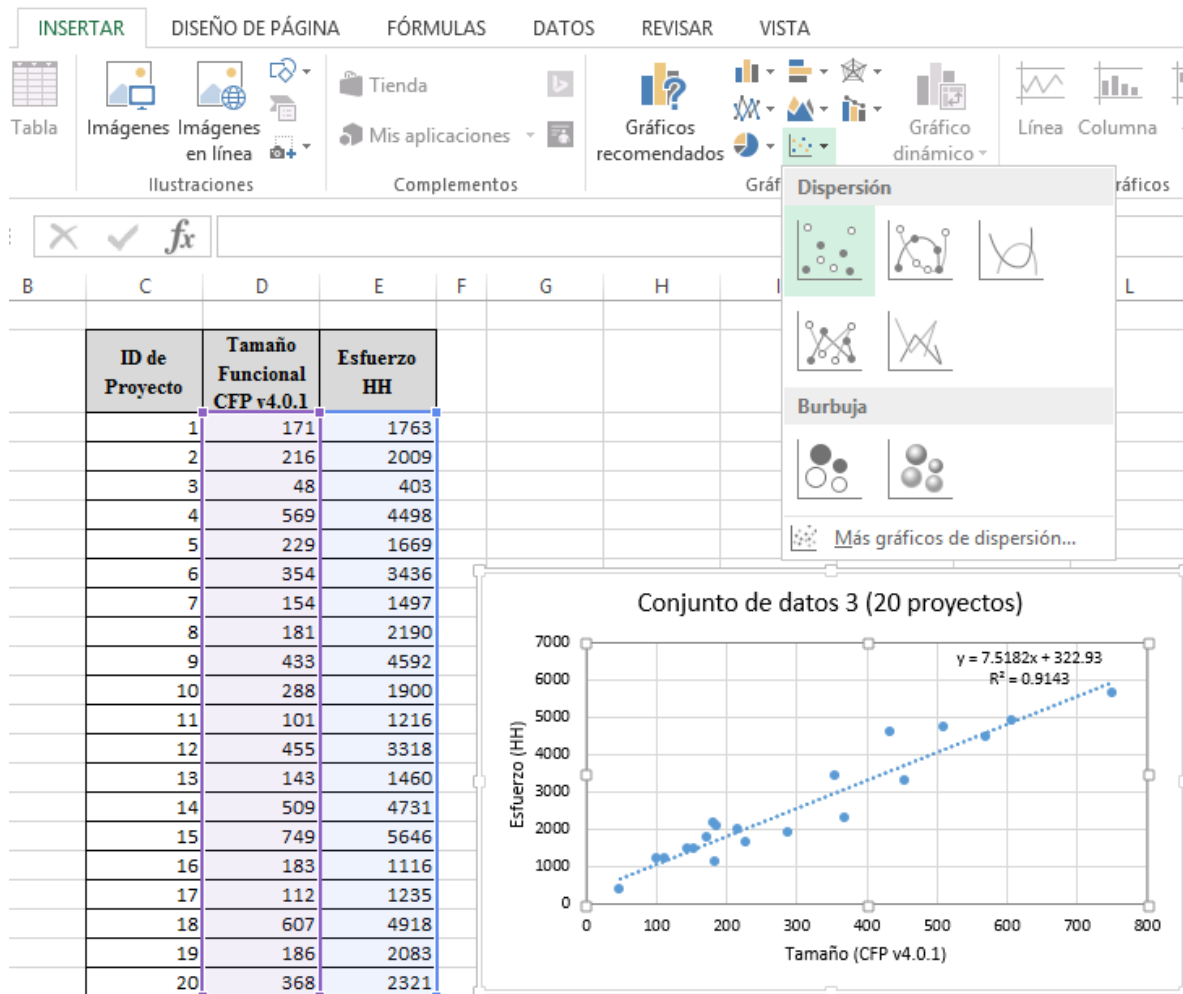 INSERTAR DISEÑO DE PÁGINA FÓRMULAS DATOS REVISAR VISTA
Tabla
Imágenes
Imágenes
en línea
Ilustraciones
Tienda
Mis aplicaciones
Complementos
Gráficos
recomendados
Gráfico
dinámico
Gráf
Línea Columna
ráficos
Dispersión
Burbuja
Más gráficos de dispersión...
fx
B C D E F G H I L
ID de
Proyecto
Tamaño
Funcional
CFP v4.0.1
Esfuerzo
HH
1 171 1763
2 216 2009
3 48 403
4 569 4498
5 229 1669
6 354 3436
7 154 1497
8 181 2190
9 433 4592
10 288 1900
11 101 1216
12 455 3318
13 143 1460
14 509 4731
15 749 5646
16 183 1116
17 112 1235
18 607 4918
19 186 2083
20 368 2321
Conjunto de datos 3 (20 proyectos)
y = 7.5182x + 322.93
R² = 0.9143
Esfuerzo (HH)
7000
6000
5000
4000
3000
2000
1000
0
0 100 200 300 400 500 600 700 800
Tamaño (CFP v4.0.1)